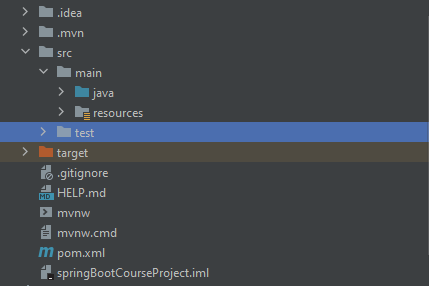 .idea
.mvn
src
main
java
resources
test
target
.gitignore
HELP.md
mvnw
mvnw.cmd
pom.xml
springBootCourseProject.iml